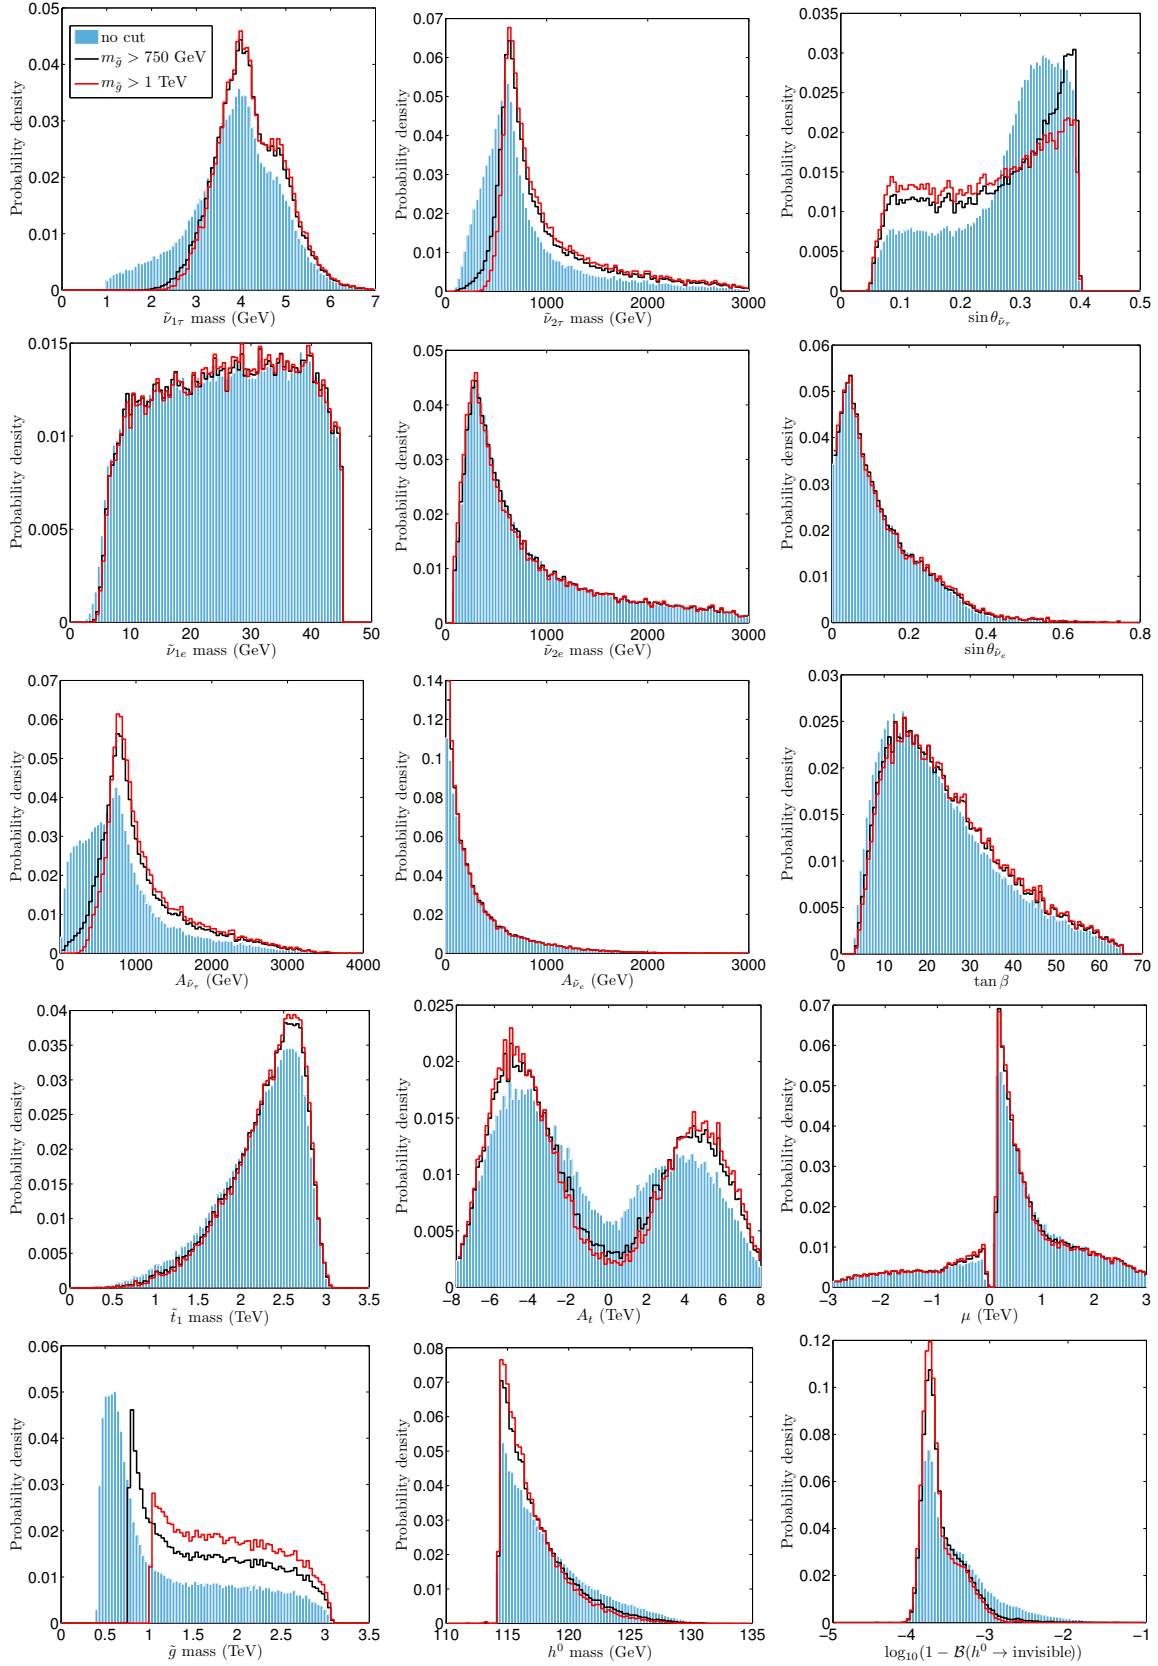 no cut
m_g̃ > 750 GeV
m_g̃ > 1 TeV
Probability density
0 0.01 0.02 0.03 0.04 0.05
0 1 2 3 4 5 6 7
ν̃_1τ mass (GeV)
Probability density
0 0.01 0.02 0.03 0.04 0.05 0.06 0.07
0 1000 2000 3000
ν̃_2τ mass (GeV)
Probability density
0 0.005 0.01 0.015 0.02 0.025 0.03 0.035
0 0.1 0.2 0.3 0.4 0.5
sin θ_ν̃_τ
Probability density
0 0.005 0.01 0.015
0 10 20 30 40 50
ν̃_1e mass (GeV)
Probability density
0 0.01 0.02 0.03 0.04 0.05
0 1000 2000 3000
ν̃_2e mass (GeV)
Probability density
0 0.01 0.02 0.03 0.04 0.05 0.06
0 0.2 0.4 0.6 0.8
sin θ_ν̃_e
Probability density
0 0.01 0.02 0.03 0.04 0.05 0.06 0.07
0 1000 2000 3000 4000
A_ν̃_τ (GeV)
Probability density
0 0.02 0.04 0.06 0.08 0.1 0.12 0.14
0 1000 2000 3000
A_ν̃_e (GeV)
Probability density
0 0.005 0.01 0.015 0.02 0.025 0.03
0 10 20 30 40 50 60 70
tan β
Probability density
0 0.005 0.01 0.015 0.02 0.025 0.03 0.035 0.04
0 0.5 1 1.5 2 2.5 3 3.5
t̃_1 mass (TeV)
Probability density
0 0.005 0.01 0.015 0.02 0.025
−8 −6 −4 −2 0 2 4 6 8
A_t (TeV)
Probability density
0 0.01 0.02 0.03 0.04 0.05 0.06 0.07
−3 −2 −1 0 1 2 3
μ (TeV)
Probability density
0 0.01 0.02 0.03 0.04 0.05 0.06
0 0.5 1 1.5 2 2.5 3 3.5
g̃ mass (TeV)
Probability density
0 0.01 0.02 0.03 0.04 0.05 0.06 0.07 0.08
110 115 120 125 130 135
h⁰ mass (GeV)
Probability density
0 0.02 0.04 0.06 0.08 0.1 0.12
−5 −4 −3 −2 −1
log₁₀(1 − B(h⁰ → invisible))